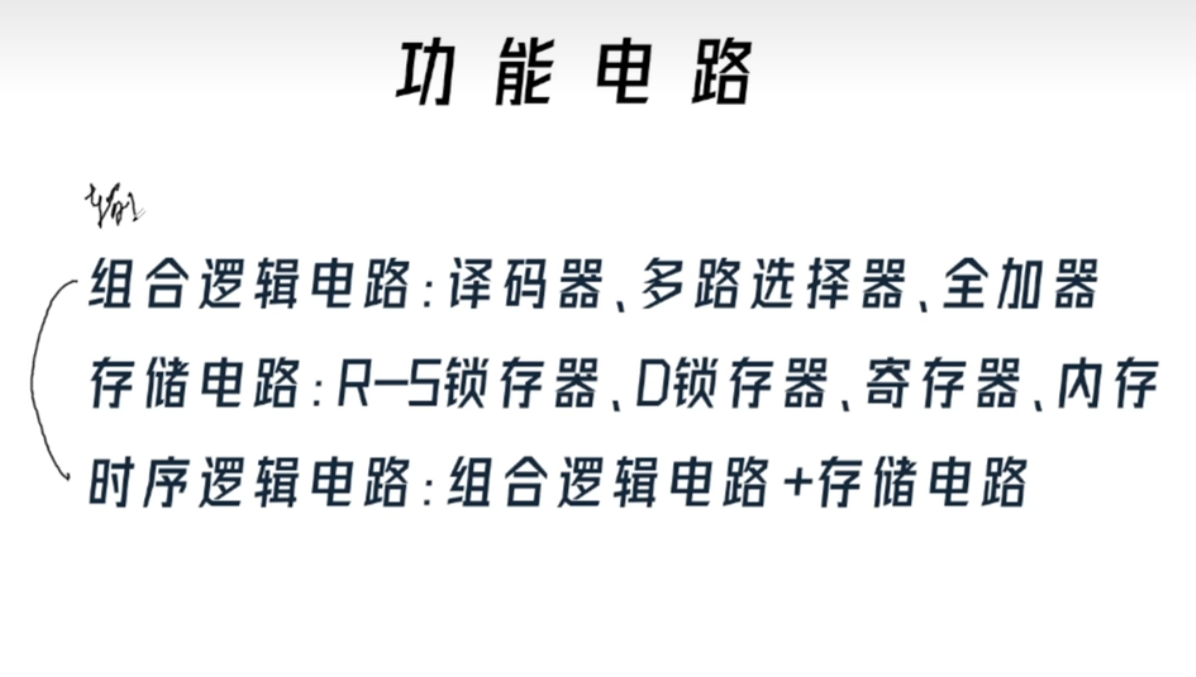 功能电路
输
组合逻辑电路:译码器、多路选择器、全加器
存储电路:R-S锁存器、D锁存器、寄存器、内存
时序逻辑电路:组合逻辑电路+存储电路